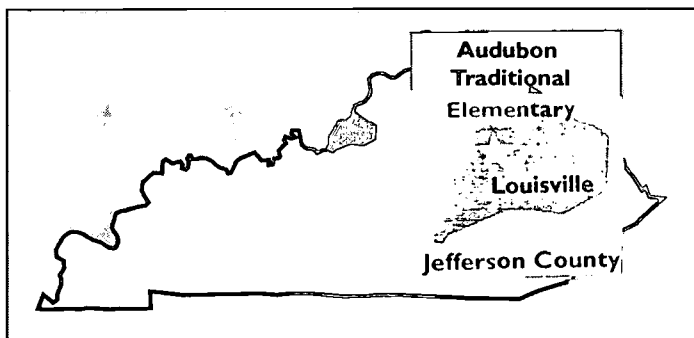 Audubon
Traditional
Elementary
Louisville
Jefferson County